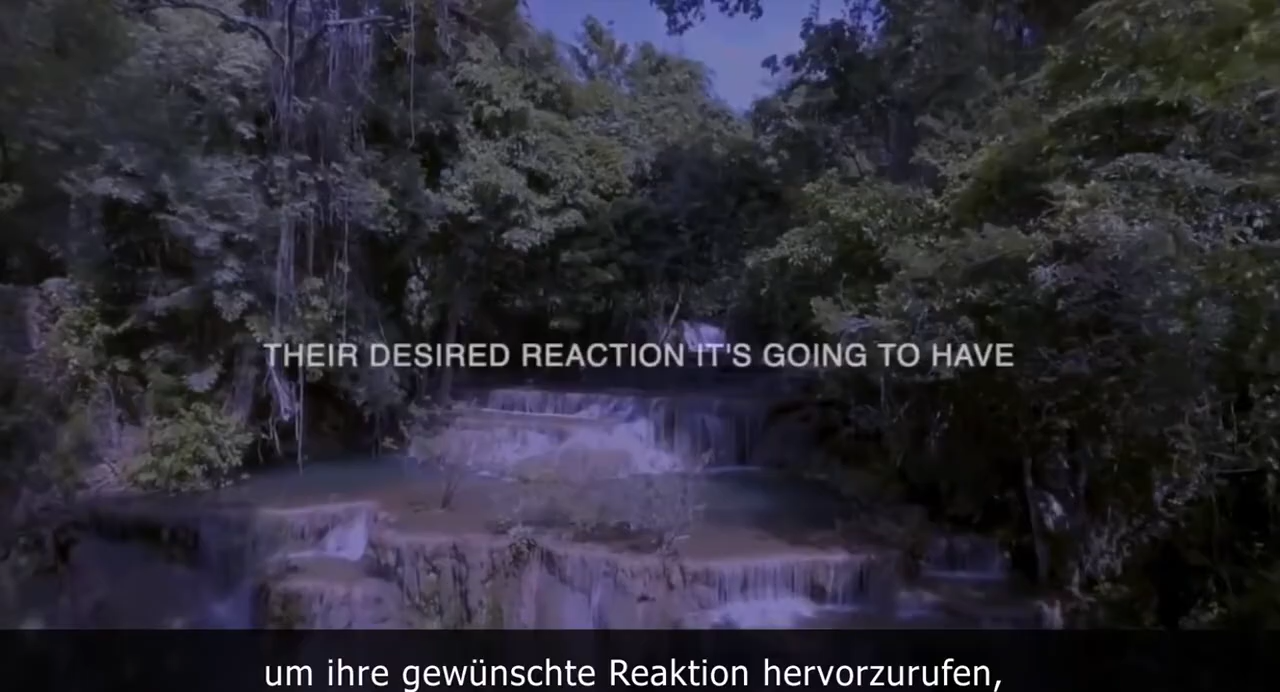 THEIR DESIRED REACTION IT'S GOING TO HAVE
um ihre gewünschte Reaktion hervorzurufen,